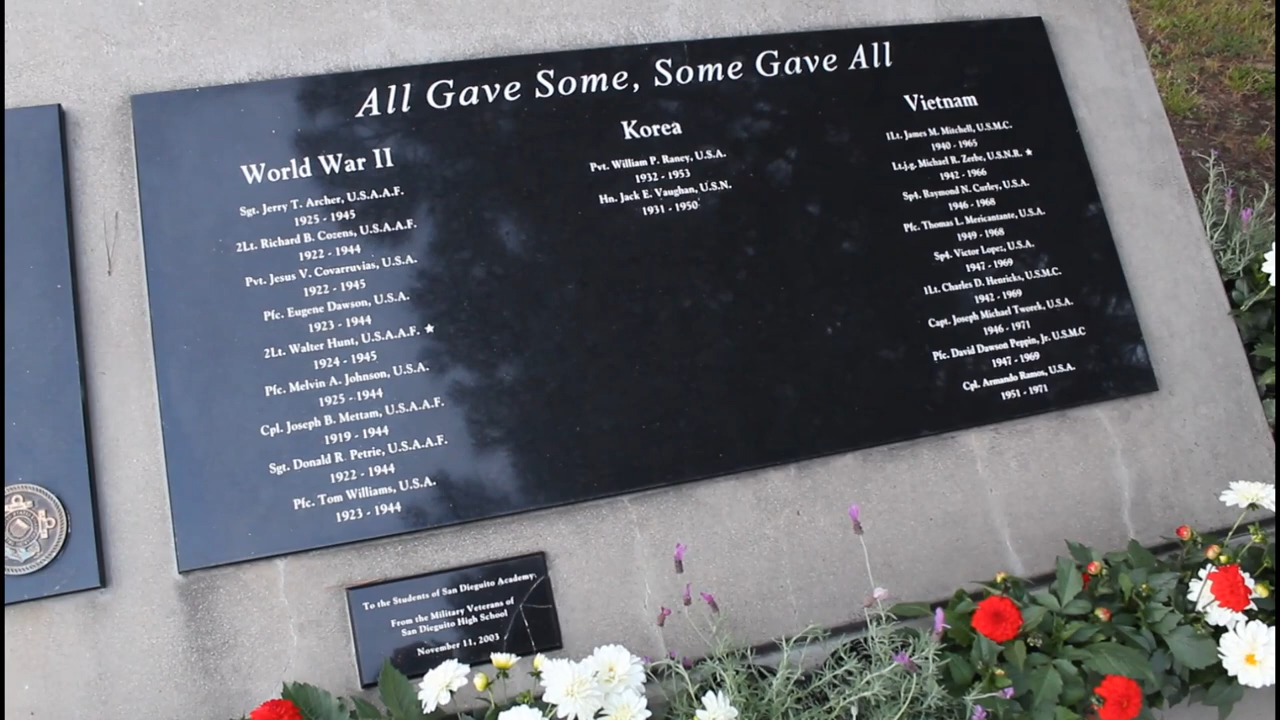 All Gave Some, Some Gave All
World War II
Sgt. Jerry T. Archer, U.S.A.A.F.
1925 - 1945
2Lt. Richard B. Cozens, U.S.A.A.F.
1922 - 1944
Pvt. Jesus V. Covarruvias, U.S.A.
1922 - 1945
Pfc. Eugene Dawson, U.S.A.
1923 - 1944
2Lt. Walter Hunt, U.S.A.A.F. ★
1924 - 1945
Pfc. Melvin A. Johnson, U.S.A.
1925 - 1944
Cpl. Joseph B. Mettam, U.S.A.A.F.
1919 - 1944
Sgt. Donald R. Petrie, U.S.A.A.F.
1922 - 1944
Pfc. Tom Williams, U.S.A.
1923 - 1944
Korea
Pvt. William P. Raney, U.S.A.
1932 - 1953
Hn. Jack E. Vaughan, U.S.N.
1931 - 1950
Vietnam
1Lt. James M. Mitchell, U.S.M.C.
1940 - 1965
Lt.j.g. Michael R. Zerbe, U.S.N.R. ★
1942 - 1966
Sp4. Raymond N. Curley, U.S.A.
1946 - 1968
Pfc. Thomas L. Mericantante, U.S.A.
1949 - 1968
Sp4. Victor Lopez, U.S.A.
1947 - 1969
1Lt. Charles D. Henricks, U.S.M.C.
1942 - 1969
Capt. Joseph Michael Tworek, U.S.A.
1946 - 1971
Pfc. David Dawson Peppin, Jr. U.S.M.C
1947 - 1969
Cpl. Armando Ramos, U.S.A.
1951 - 1971
To the Students of San Dieguito Academy,
From the Military Veterans of
San Dieguito High School
November 11, 2003